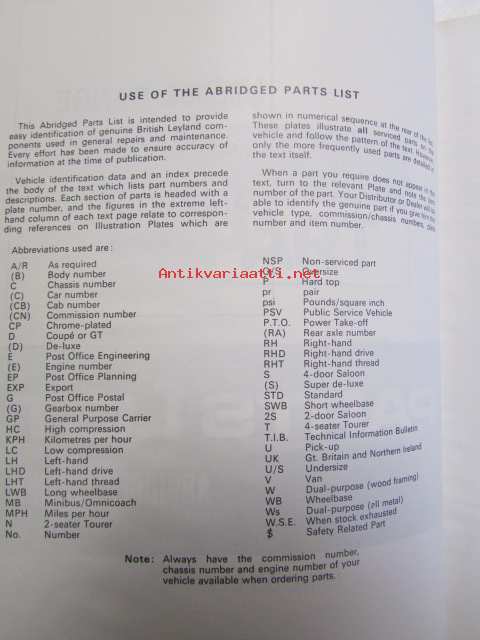 USE OF THE ABRIDGED PARTS LIST
This Abridged Parts List is intended to provide
easy identification of genuine British Leyland com-
ponents used in general repairs and maintenance.
Every effort has been made to ensure accuracy of
information at the time of publication.
Vehicle identification data and an index precede
the body of the text which lists part numbers and
descriptions. Each section of parts is headed with a
plate number, and the figures in the extreme left-
hand column of each text page relate to correspon-
ding references on Illustration Plates which are
shown in numerical sequence at the rear of the
These plates illustrate all serviced parts
vehicle and follow the pattern of the text. However
only the more frequently used parts are detailed
the text itself.
When a part you require does not appear in the
text, turn to the relevant Plate and note the item
number of the part. Your Distributor or Dealer will be
able to identify the genuine part if you give him the
vehicle type, commission/chassis numbers, plate
number and item number.
Abbreviations used are:
A/R As required
(B) Body number
C Chassis number
(C) Car number
(CB) Cab number
(CN) Commission number
CP Chrome-plated
D Coupé or GT
(D) De-luxe
E Post Office Engineering
(E) Engine number
EP Post Office Planning
EXP Export
G Post Office Postal
(G) Gearbox number
GP General Purpose Carrier
HC High compression
KPH Kilometres per hour
LC Low compression
LH Left-hand
LHD Left-hand drive
LHT Left-hand thread
LWB Long wheelbase
MB Minibus/Omnicoach
MPH Miles per hour
N 2-seater Tourer
No. Number
NSP Non-serviced part
O/S Oversize
P Hard top
pr pair
psi Pounds/square inch
PSV Public Service Vehicle
P.T.O. Power Take-off
(RA) Rear axle number
RH Right-hand
RHD Right-hand drive
RHT Right-hand thread
S 4-door Saloon
(S) Super de-luxe
STD Standard
SWB Short wheelbase
2S 2-door Saloon
T 4-seater Tourer
T.I.B. Technical Information Bulletin
U Pick-up
UK Gt. Britain and Northern Ireland
U/S Undersize
V Van
W Dual-purpose (wood framing)
WB Wheelbase
Ws Dual-purpose (all metal)
W.S.E. When stock exhausted
$ Safety Related Part
Note: Always have the commission number,
chassis number and engine number of your
vehicle available when ordering parts.
Antikvariaatti.net